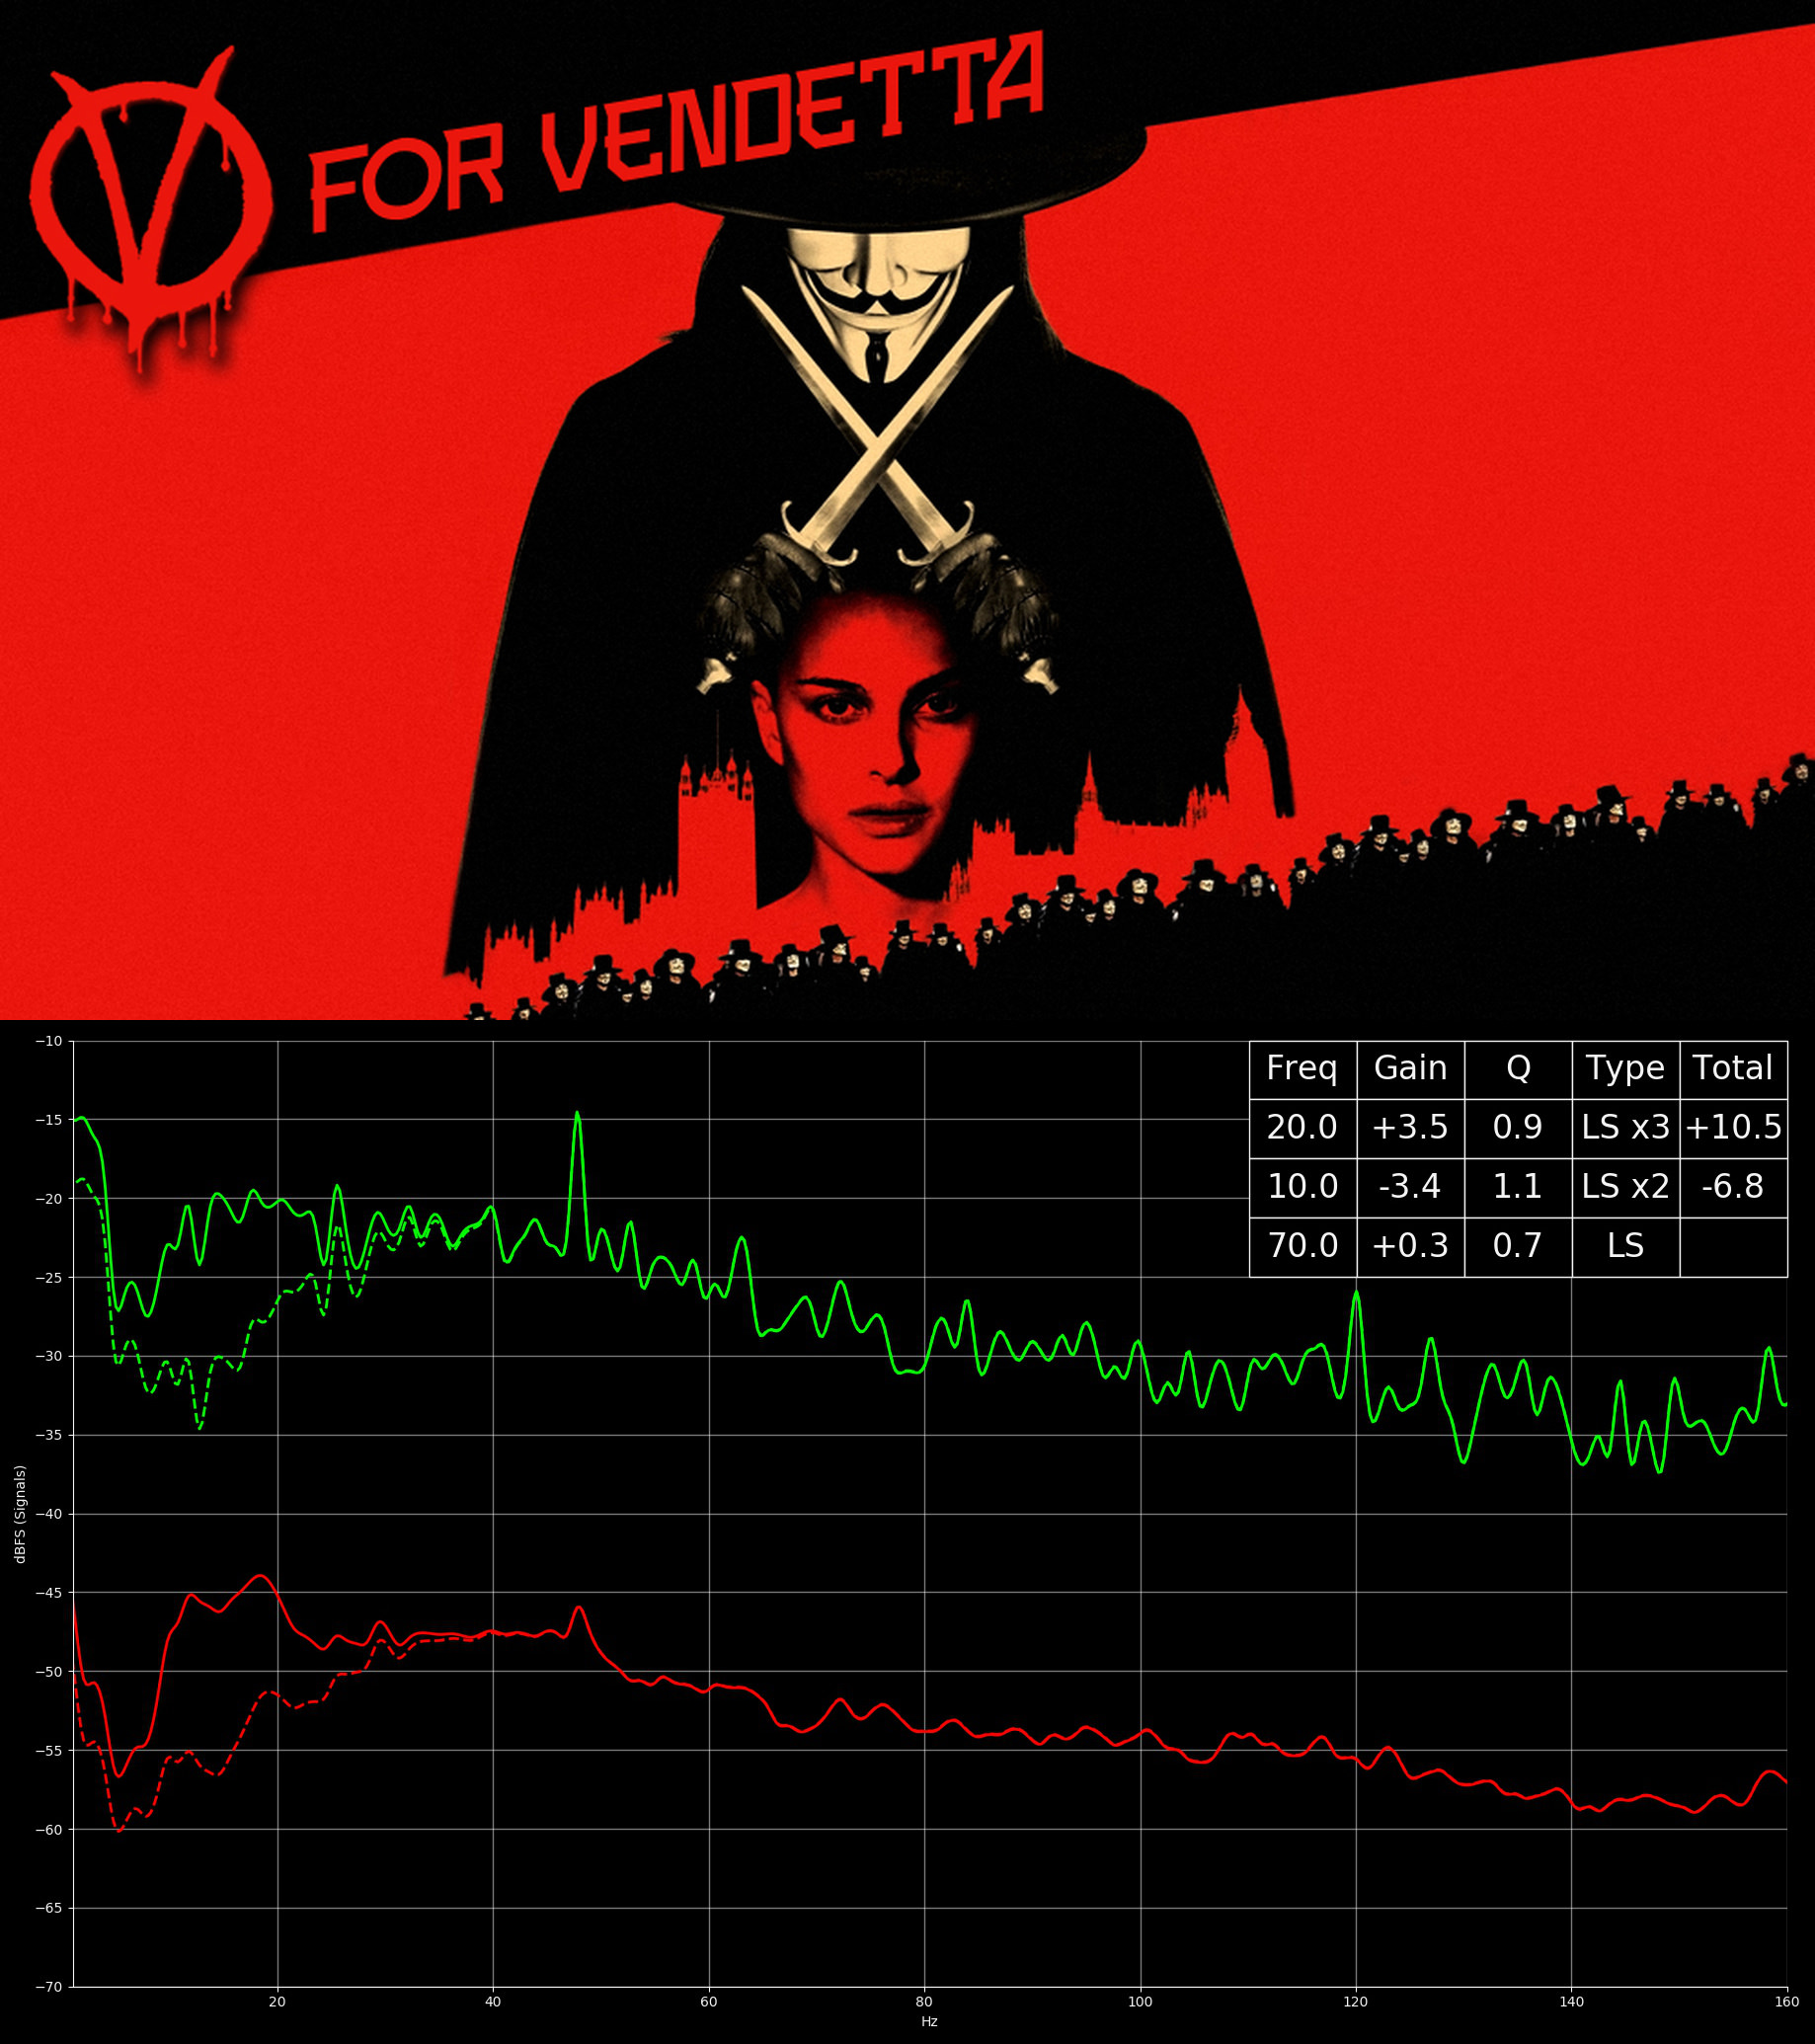 V FOR VENDETTA
Freq Gain Q Type Total
20.0 +3.5 0.9 LS x3 +10.5
10.0 -3.4 1.1 LS x2 -6.8
70.0 +0.3 0.7 LS
−10
−15
−20
−25
−30
−35
−40
−45
−50
−55
−60
−65
−70
dBFS (Signals)
20 40 60 80 100 120 140 160
Hz